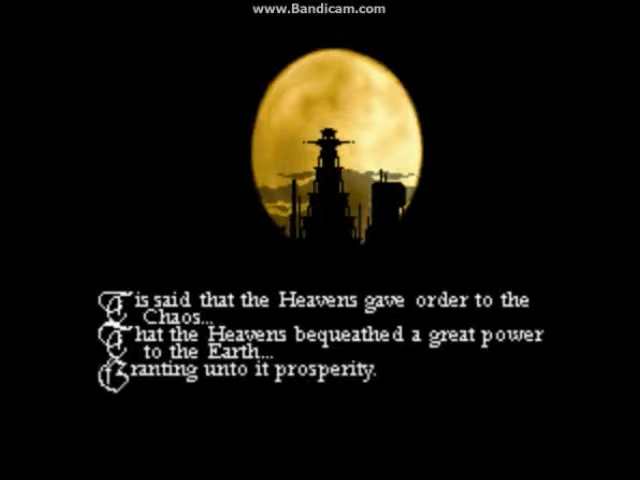 www.Bandicam.com
Tis said that the Heavens gave order to the
Chaos...
That the Heavens bequeathed a great power
to the Earth...
Granting unto it prosperity.